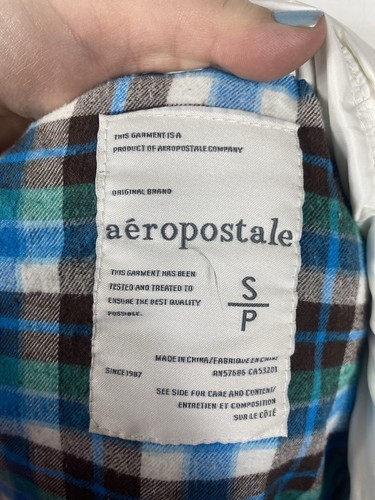 THIS GARMENT IS A
PRODUCT OF AEROPOSTALE COMPANY
ORIGINAL BRAND
aéropostale
THIS GARMENT HAS BEEN
TESTED AND TREATED TO
ENSURE THE BEST QUALITY
POSSIBLE.
S
P
MADE IN CHINA/FABRIQUE EN CHINE
RN57686 CA53201
SINCE 1987
SEE SIDE FOR CARE AND CONTENT/
ENTRETIEN ET COMPOSITION
SUR LE CÔTÉ